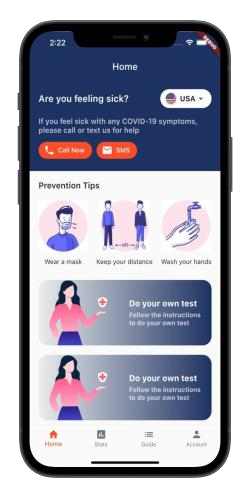 2:22
DEBUG
Home
Are you feeling sick?
USA
If you feel sick with any COVID-19 symptoms,
please call or text us for help
Call Now
SMS
Prevention Tips
Wear a mask
Keep your distance
Wash your hands
Do your own test
Follow the instructions
to do your own test
Do your own test
Follow the instructions
to do your own test
Home
Stats
Guide
Account